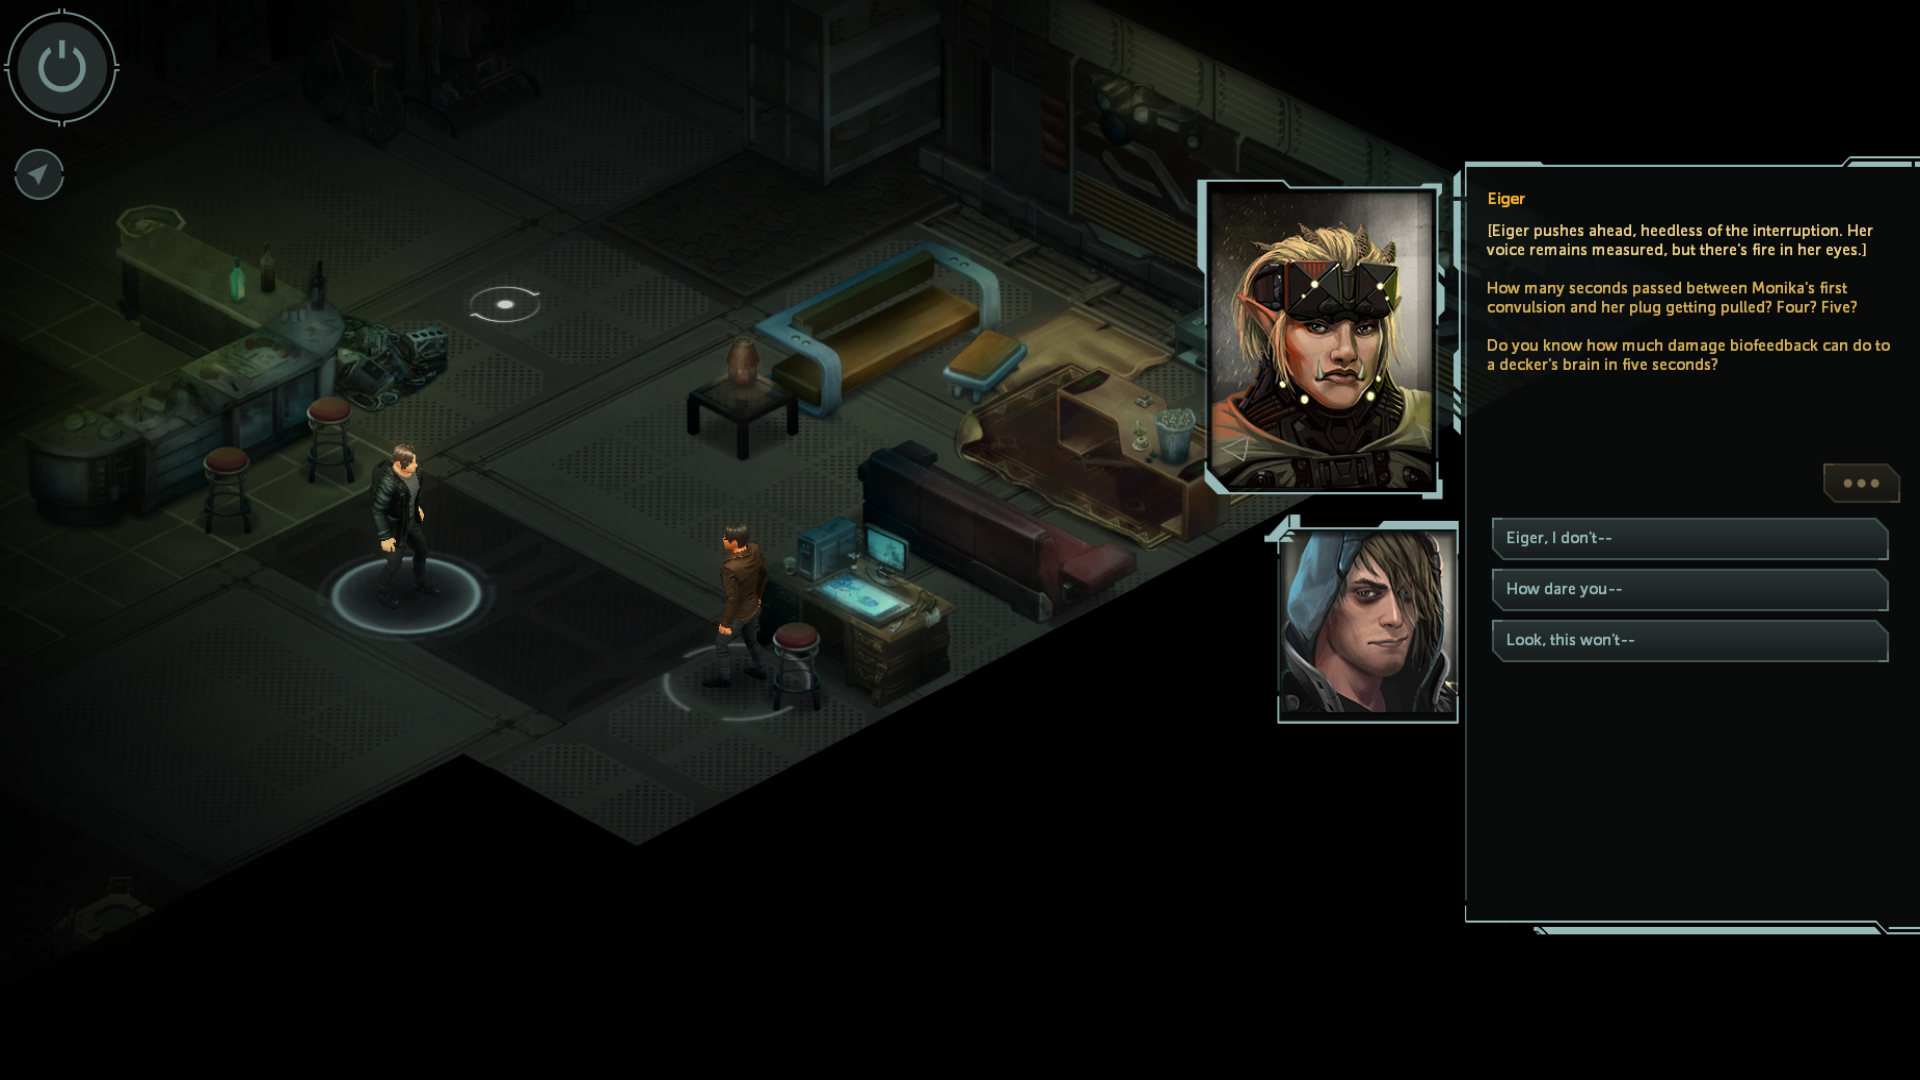 Eiger
[Eiger pushes ahead, heedless of the interruption. Her
voice remains measured, but there's fire in her eyes.]
How many seconds passed between Monika's first
convulsion and her plug getting pulled? Four? Five?
Do you know how much damage biofeedback can do to
a decker's brain in five seconds?
Eiger, I don't--
How dare you--
Look, this won't--